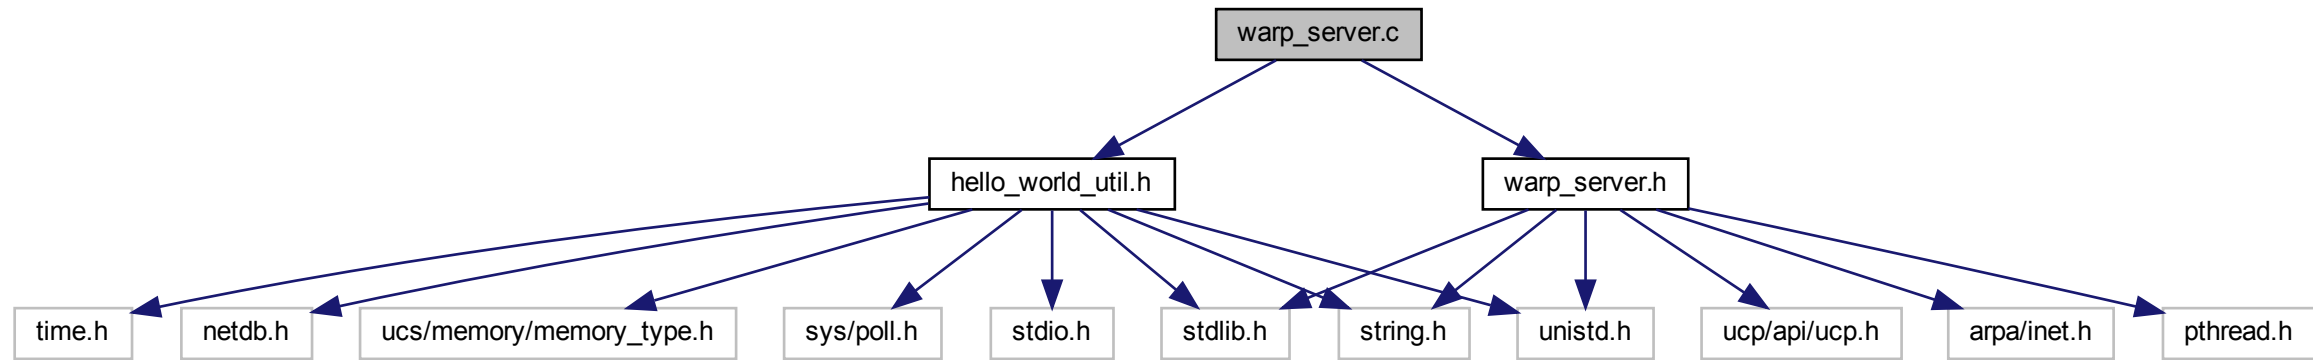 warp_server.c
hello_world_util.h
warp_server.h
time.h
netdb.h
ucs/memory/memory_type.h
sys/poll.h
stdio.h
stdlib.h
string.h
unistd.h
ucp/api/ucp.h
arpa/inet.h
pthread.h